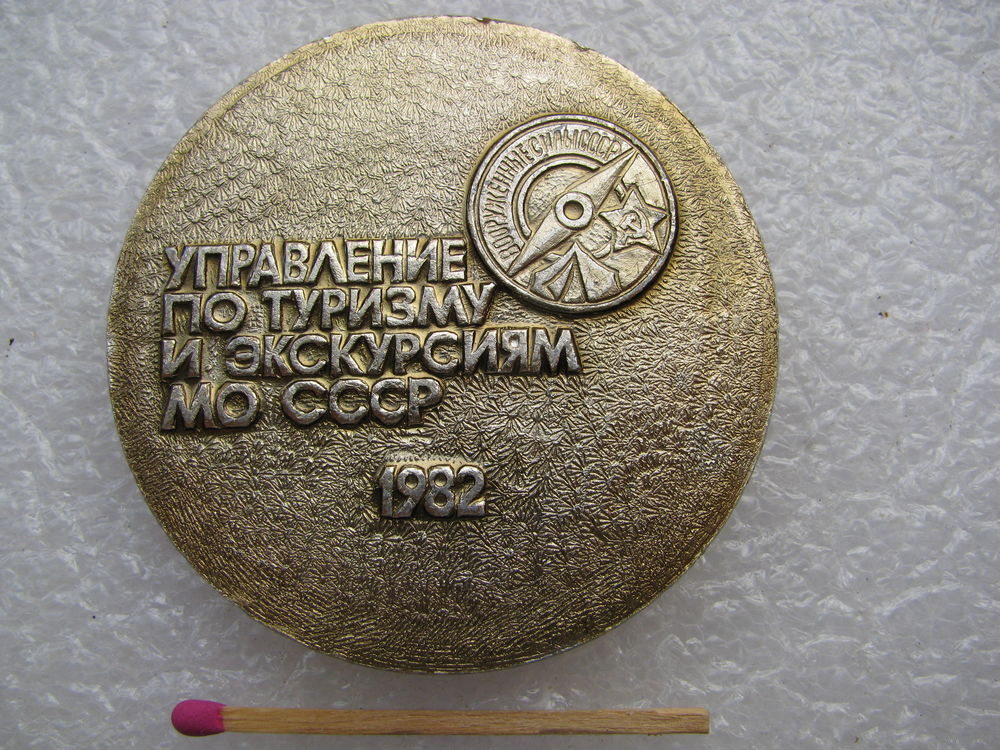 ВООРУЖЕННЫЕ СИЛЫ СССР
УПРАВЛЕНИЕ
ПО ТУРИЗМУ
И ЭКСКУРСИЯМ
МО СССР
1982